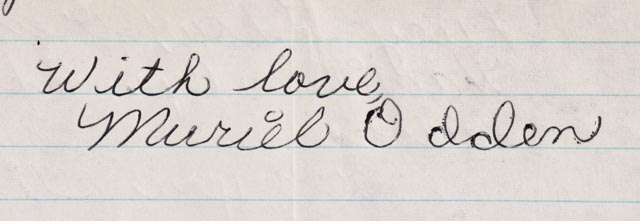 With love,
Muriel Odden